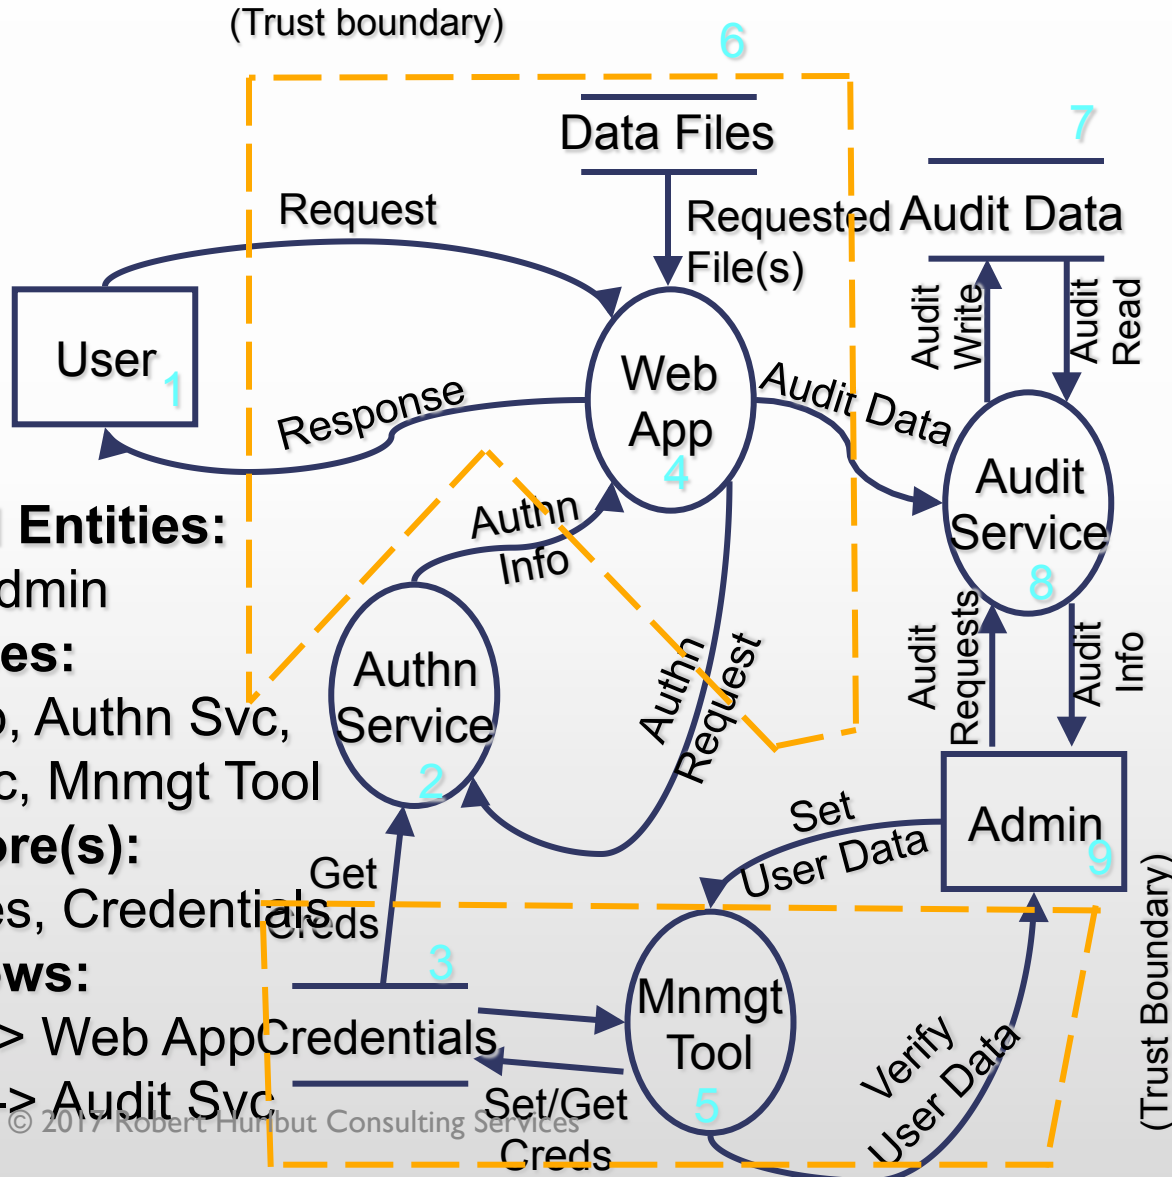 (Trust boundary)
6
Data Files
7
Request
Requested
File(s)
Audit Data
Audit
Write
Audit
Read
User
1
Web
App
4
Response
Audit Data
Audit
Service
8
Authn
Info
l Entities:
dmin
es:
o, Authn Svc,
c, Mnmgt Tool
ore(s):
es, Credentials
ows:
> Web App
-> Audit Svc
Authn
Service
2
Authn
Request
Audit
Requests
Audit
Info
Admin
9
Set
User Data
Get
Creds
3
Credentials
Mnmgt
Tool
5
Set/Get
Creds
Verify
User Data
(Trust Boundary)
© 2017 Robert Hurlbut Consulting Services